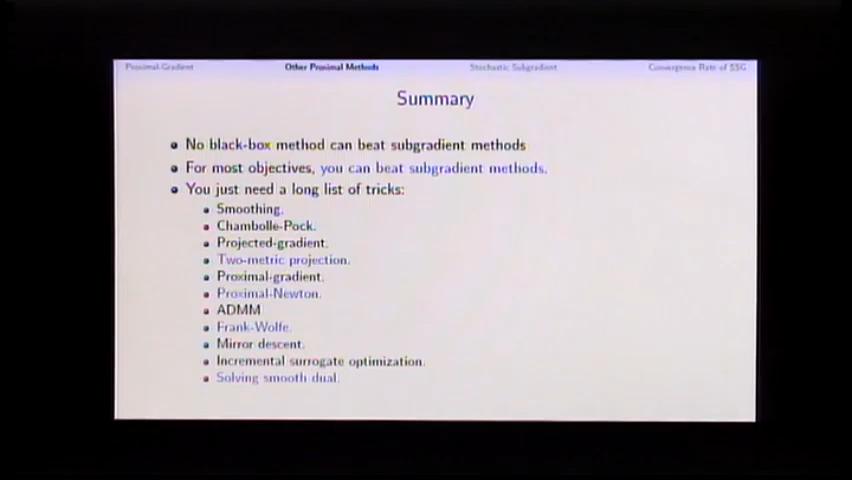 Proximal-Gradient Other Proximal Methods Stochastic Subgradient Convergence Rate of SSG
Summary
No black-box method can beat subgradient methods
For most objectives, you can beat subgradient methods.
You just need a long list of tricks:
Smoothing.
Chambolle-Pock.
Projected-gradient.
Two-metric projection.
Proximal-gradient.
Proximal-Newton.
ADMM
Frank-Wolfe.
Mirror descent.
Incremental surrogate optimization.
Solving smooth dual.